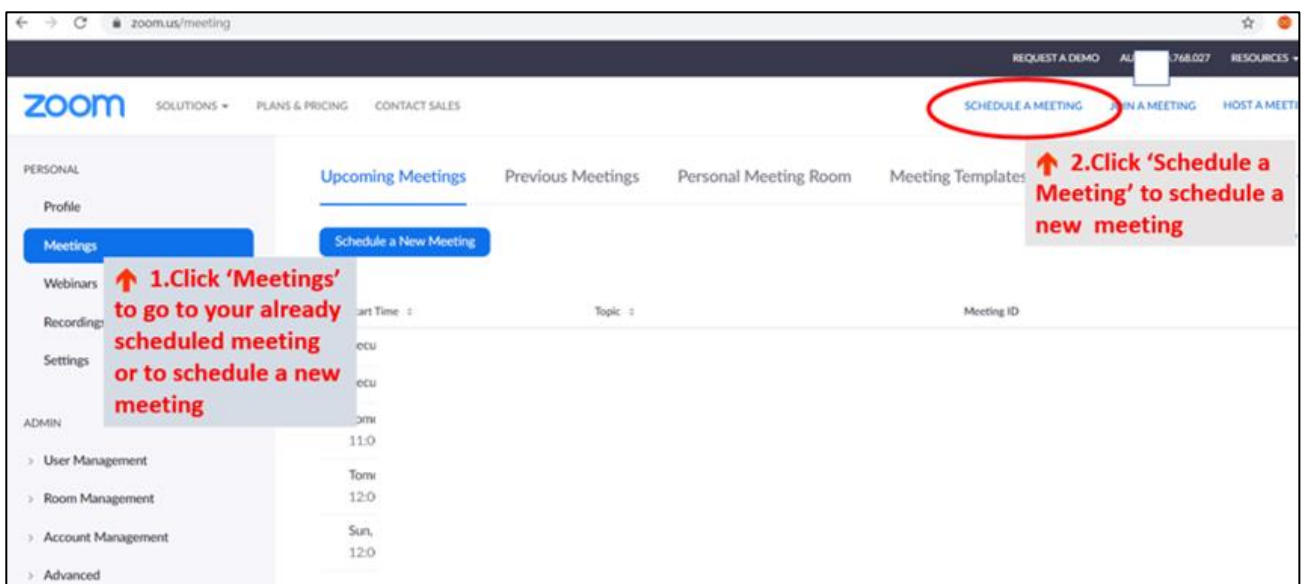 zoom.us/meeting
REQUEST A DEMO
RESOURCES
zoom
SOLUTIONS
PLANS & PRICING
CONTACT SALES
SCHEDULE A MEETING
JOIN A MEETING
HOST A MEETI
PERSONAL
Profile
Meetings
Webinars
Recordings
Settings
ADMIN
> User Management
> Room Management
> Account Management
> Advanced
Upcoming Meetings
Previous Meetings
Personal Meeting Room
Meeting Templates
↑ 2.Click ‘Schedule a
Meeting’ to schedule a
new meeting
Schedule a New Meeting
↑ 1.Click ‘Meetings’
to go to your already
scheduled meeting
or to schedule a new
meeting
Topic
Meeting ID
11:0
12:0
Sun,
12:0